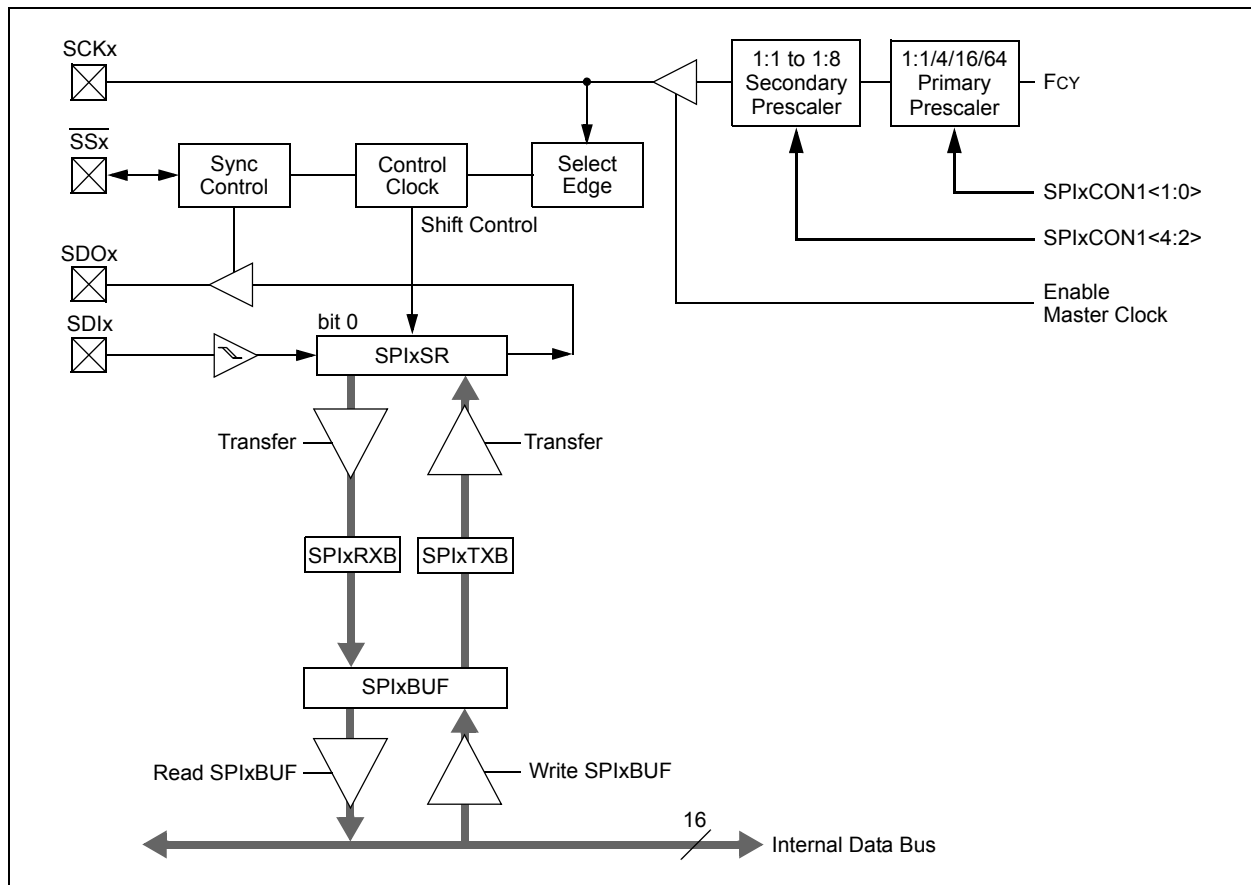 SCKx
1:1 to 1:8
Secondary
Prescaler
1:1/4/16/64
Primary
Prescaler
FCY
SSx
Sync
Control
Control
Clock
Select
Edge
SPIxCON1<1:0>
Shift Control
SPIxCON1<4:2>
SDOx
Enable
Master Clock
bit 0
SDIx
SPIxSR
Transfer
Transfer
SPIxRXB
SPIxTXB
SPIxBUF
Read SPIxBUF
Write SPIxBUF
16
Internal Data Bus